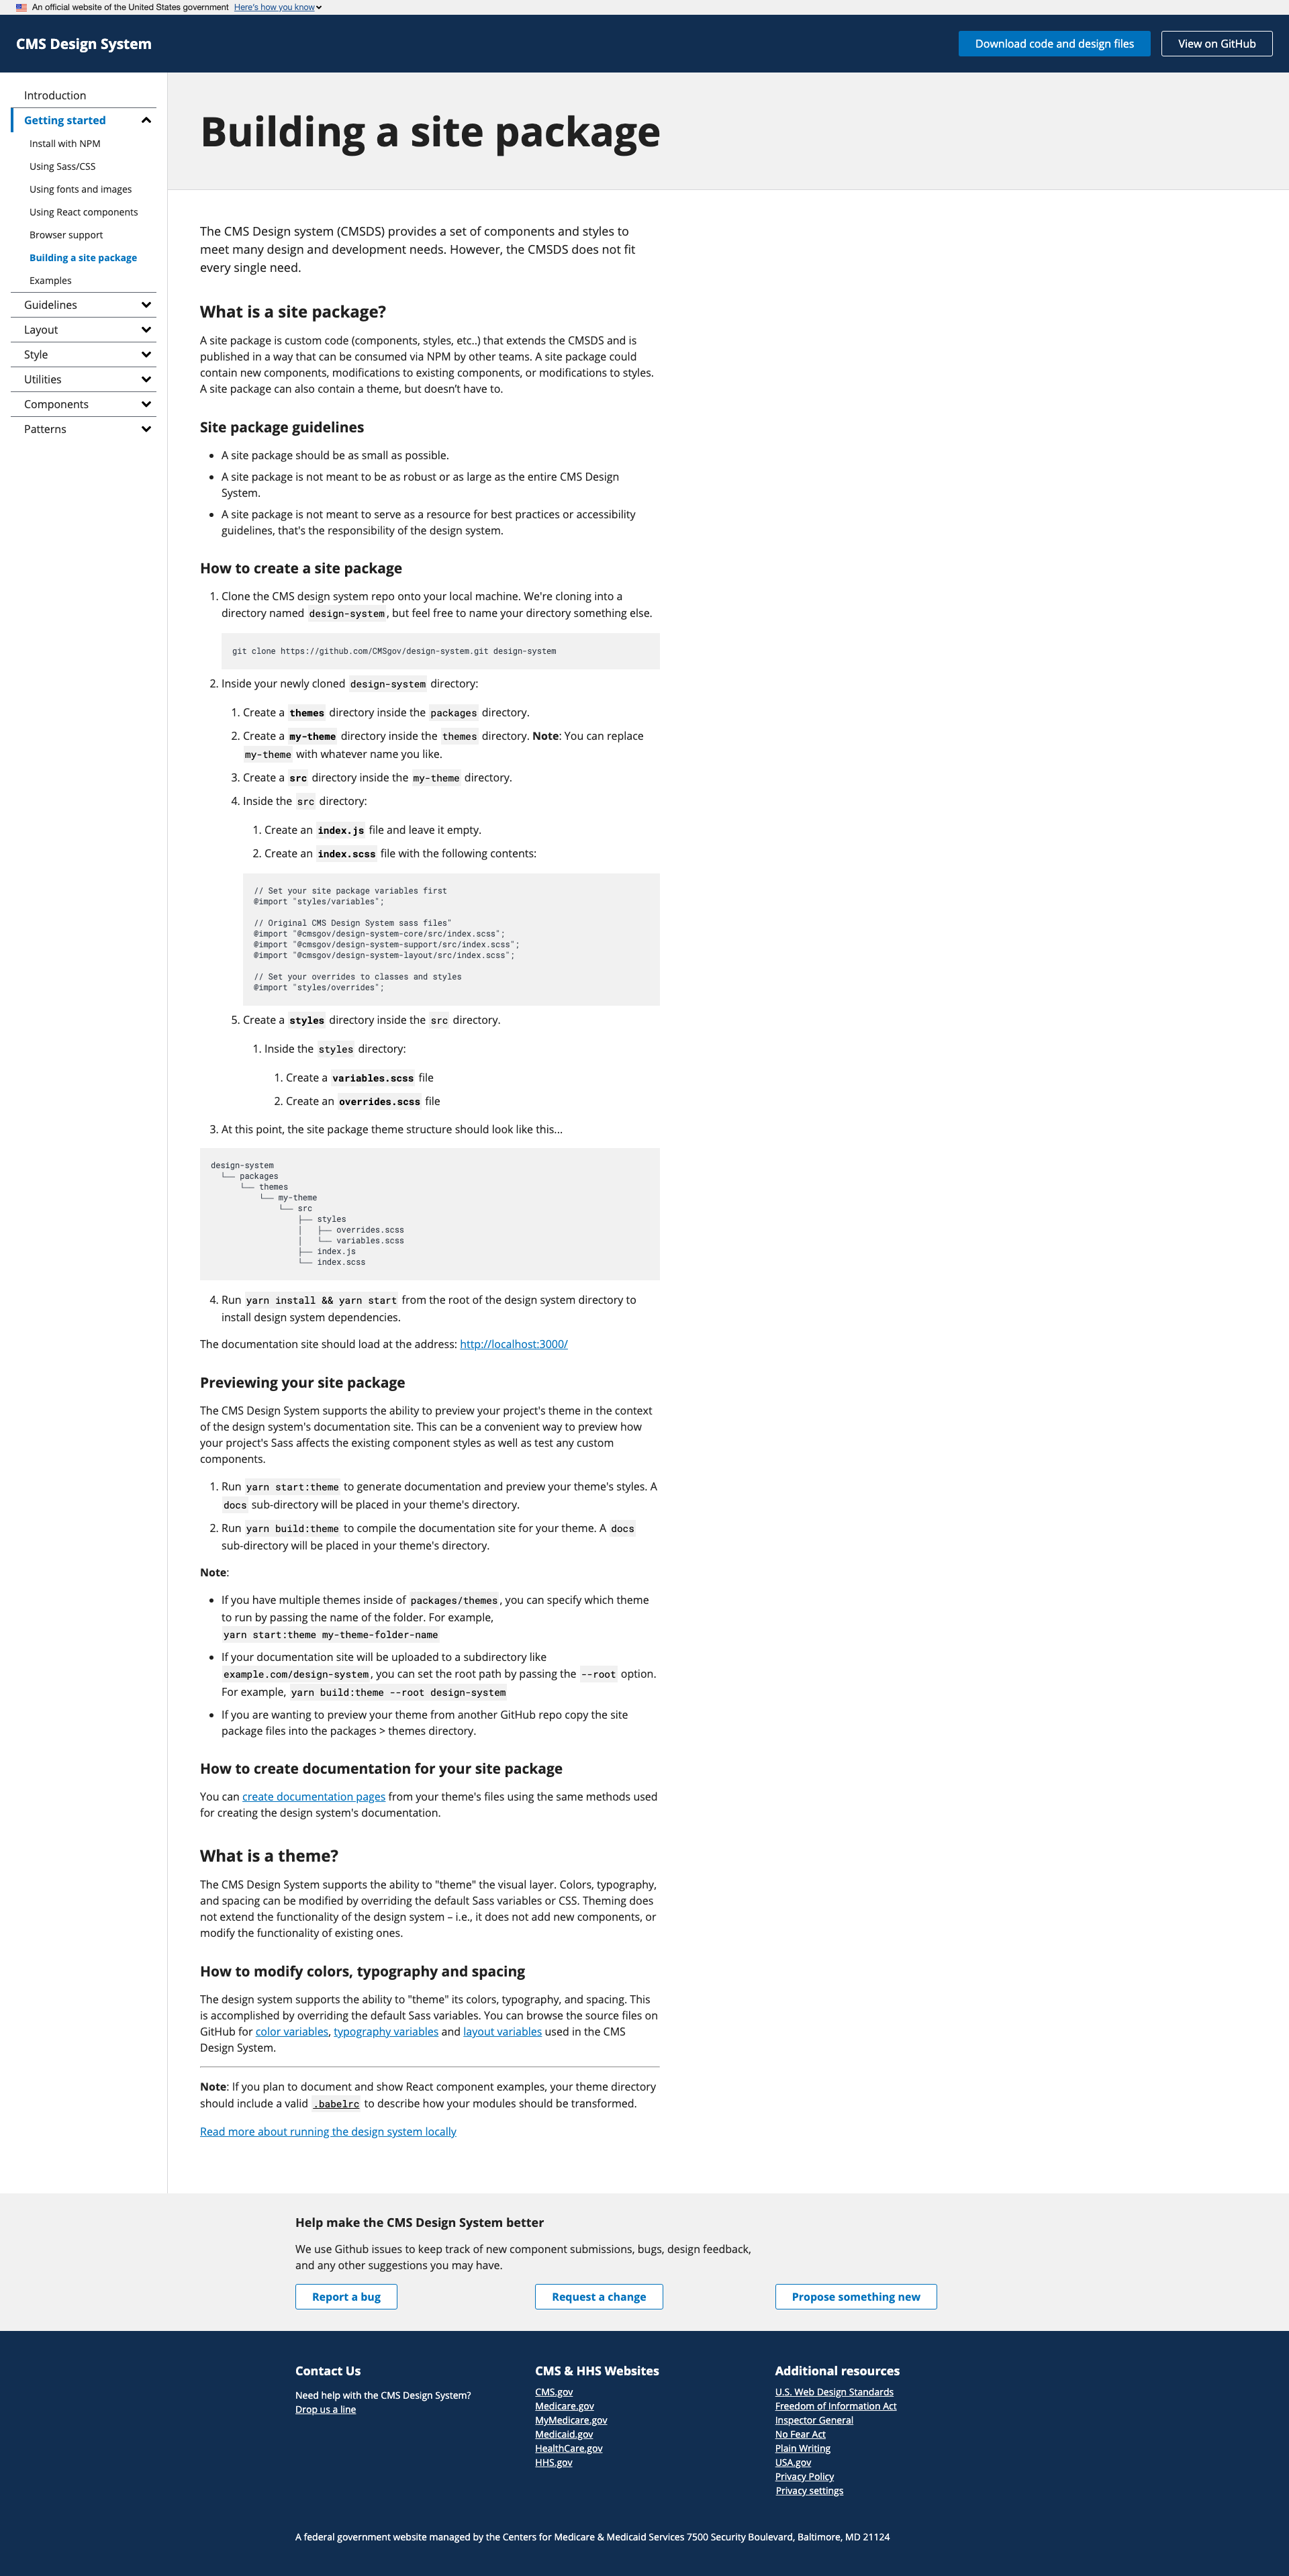 An official website of the United States government Here's how you know
CMS Design System
Download code and design files
View on GitHub
Introduction
Getting started
Install with NPM
Using Sass/CSS
Using fonts and images
Using React components
Browser support
Building a site package
Examples
Guidelines
Layout
Style
Utilities
Components
Patterns
Building a site package
The CMS Design system (CMSDS) provides a set of components and styles to
meet many design and development needs. However, the CMSDS does not fit
every single need.
What is a site package?
A site package is custom code (components, styles, etc..) that extends the CMSDS and is
published in a way that can be consumed via NPM by other teams. A site package could
contain new components, modifications to existing components, or modifications to styles.
A site package can also contain a theme, but doesn’t have to.
Site package guidelines
• A site package should be as small as possible.
• A site package is not meant to be as robust or as large as the entire CMS Design
System.
• A site package is not meant to serve as a resource for best practices or accessibility
guidelines, that's the responsibility of the design system.
How to create a site package
1. Clone the CMS design system repo onto your local machine. We're cloning into a
directory named design-system, but feel free to name your directory something else.
git clone https://github.com/CMSgov/design-system.git design-system
2. Inside your newly cloned design-system directory:
1. Create a themes directory inside the packages directory.
2. Create a my-theme directory inside the themes directory. Note: You can replace
my-theme with whatever name you like.
3. Create a src directory inside the my-theme directory.
4. Inside the src directory:
1. Create an index.js file and leave it empty.
2. Create an index.scss file with the following contents:
// Set your site package variables first
@import "styles/variables";
// Original CMS Design System sass files"
@import "@cmsgov/design-system-core/src/index.scss";
@import "@cmsgov/design-system-support/src/index.scss";
@import "@cmsgov/design-system-layout/src/index.scss";
// Set your overrides to classes and styles
@import "styles/overrides";
5. Create a styles directory inside the src directory.
1. Inside the styles directory:
1. Create a variables.scss file
2. Create an overrides.scss file
3. At this point, the site package theme structure should look like this...
design-system
└── packages
└── themes
└── my-theme
└── src
├── styles
│   ├── overrides.scss
│   └── variables.scss
├── index.js
└── index.scss
4. Run yarn install && yarn start from the root of the design system directory to
install design system dependencies.
The documentation site should load at the address: http://localhost:3000/
Previewing your site package
The CMS Design System supports the ability to preview your project's theme in the context
of the design system's documentation site. This can be a convenient way to preview how
your project's Sass affects the existing component styles as well as test any custom
components.
1. Run yarn start:theme to generate documentation and preview your theme's styles. A
docs sub-directory will be placed in your theme's directory.
2. Run yarn build:theme to compile the documentation site for your theme. A docs
sub-directory will be placed in your theme's directory.
Note:
• If you have multiple themes inside of packages/themes, you can specify which theme
to run by passing the name of the folder. For example,
yarn start:theme my-theme-folder-name
• If your documentation site will be uploaded to a subdirectory like
example.com/design-system, you can set the root path by passing the --root option.
For example, yarn build:theme --root design-system
• If you are wanting to preview your theme from another GitHub repo copy the site
package files into the packages > themes directory.
How to create documentation for your site package
You can create documentation pages from your theme's files using the same methods used
for creating the design system's documentation.
What is a theme?
The CMS Design System supports the ability to "theme" the visual layer. Colors, typography,
and spacing can be modified by overriding the default Sass variables or CSS. Theming does
not extend the functionality of the design system – i.e., it does not add new components, or
modify the functionality of existing ones.
How to modify colors, typography and spacing
The design system supports the ability to "theme" its colors, typography, and spacing. This
is accomplished by overriding the default Sass variables. You can browse the source files on
GitHub for color variables, typography variables and layout variables used in the CMS
Design System.
Note: If you plan to document and show React component examples, your theme directory
should include a valid .babelrc to describe how your modules should be transformed.
Read more about running the design system locally
Help make the CMS Design System better
We use Github issues to keep track of new component submissions, bugs, design feedback,
and any other suggestions you may have.
Report a bug
Request a change
Propose something new
Contact Us
Need help with the CMS Design System?
Drop us a line
CMS & HHS Websites
CMS.gov
Medicare.gov
MyMedicare.gov
Medicaid.gov
HealthCare.gov
HHS.gov
Additional resources
U.S. Web Design Standards
Freedom of Information Act
Inspector General
No Fear Act
Plain Writing
USA.gov
Privacy Policy
Privacy settings
A federal government website managed by the Centers for Medicare & Medicaid Services 7500 Security Boulevard, Baltimore, MD 21124